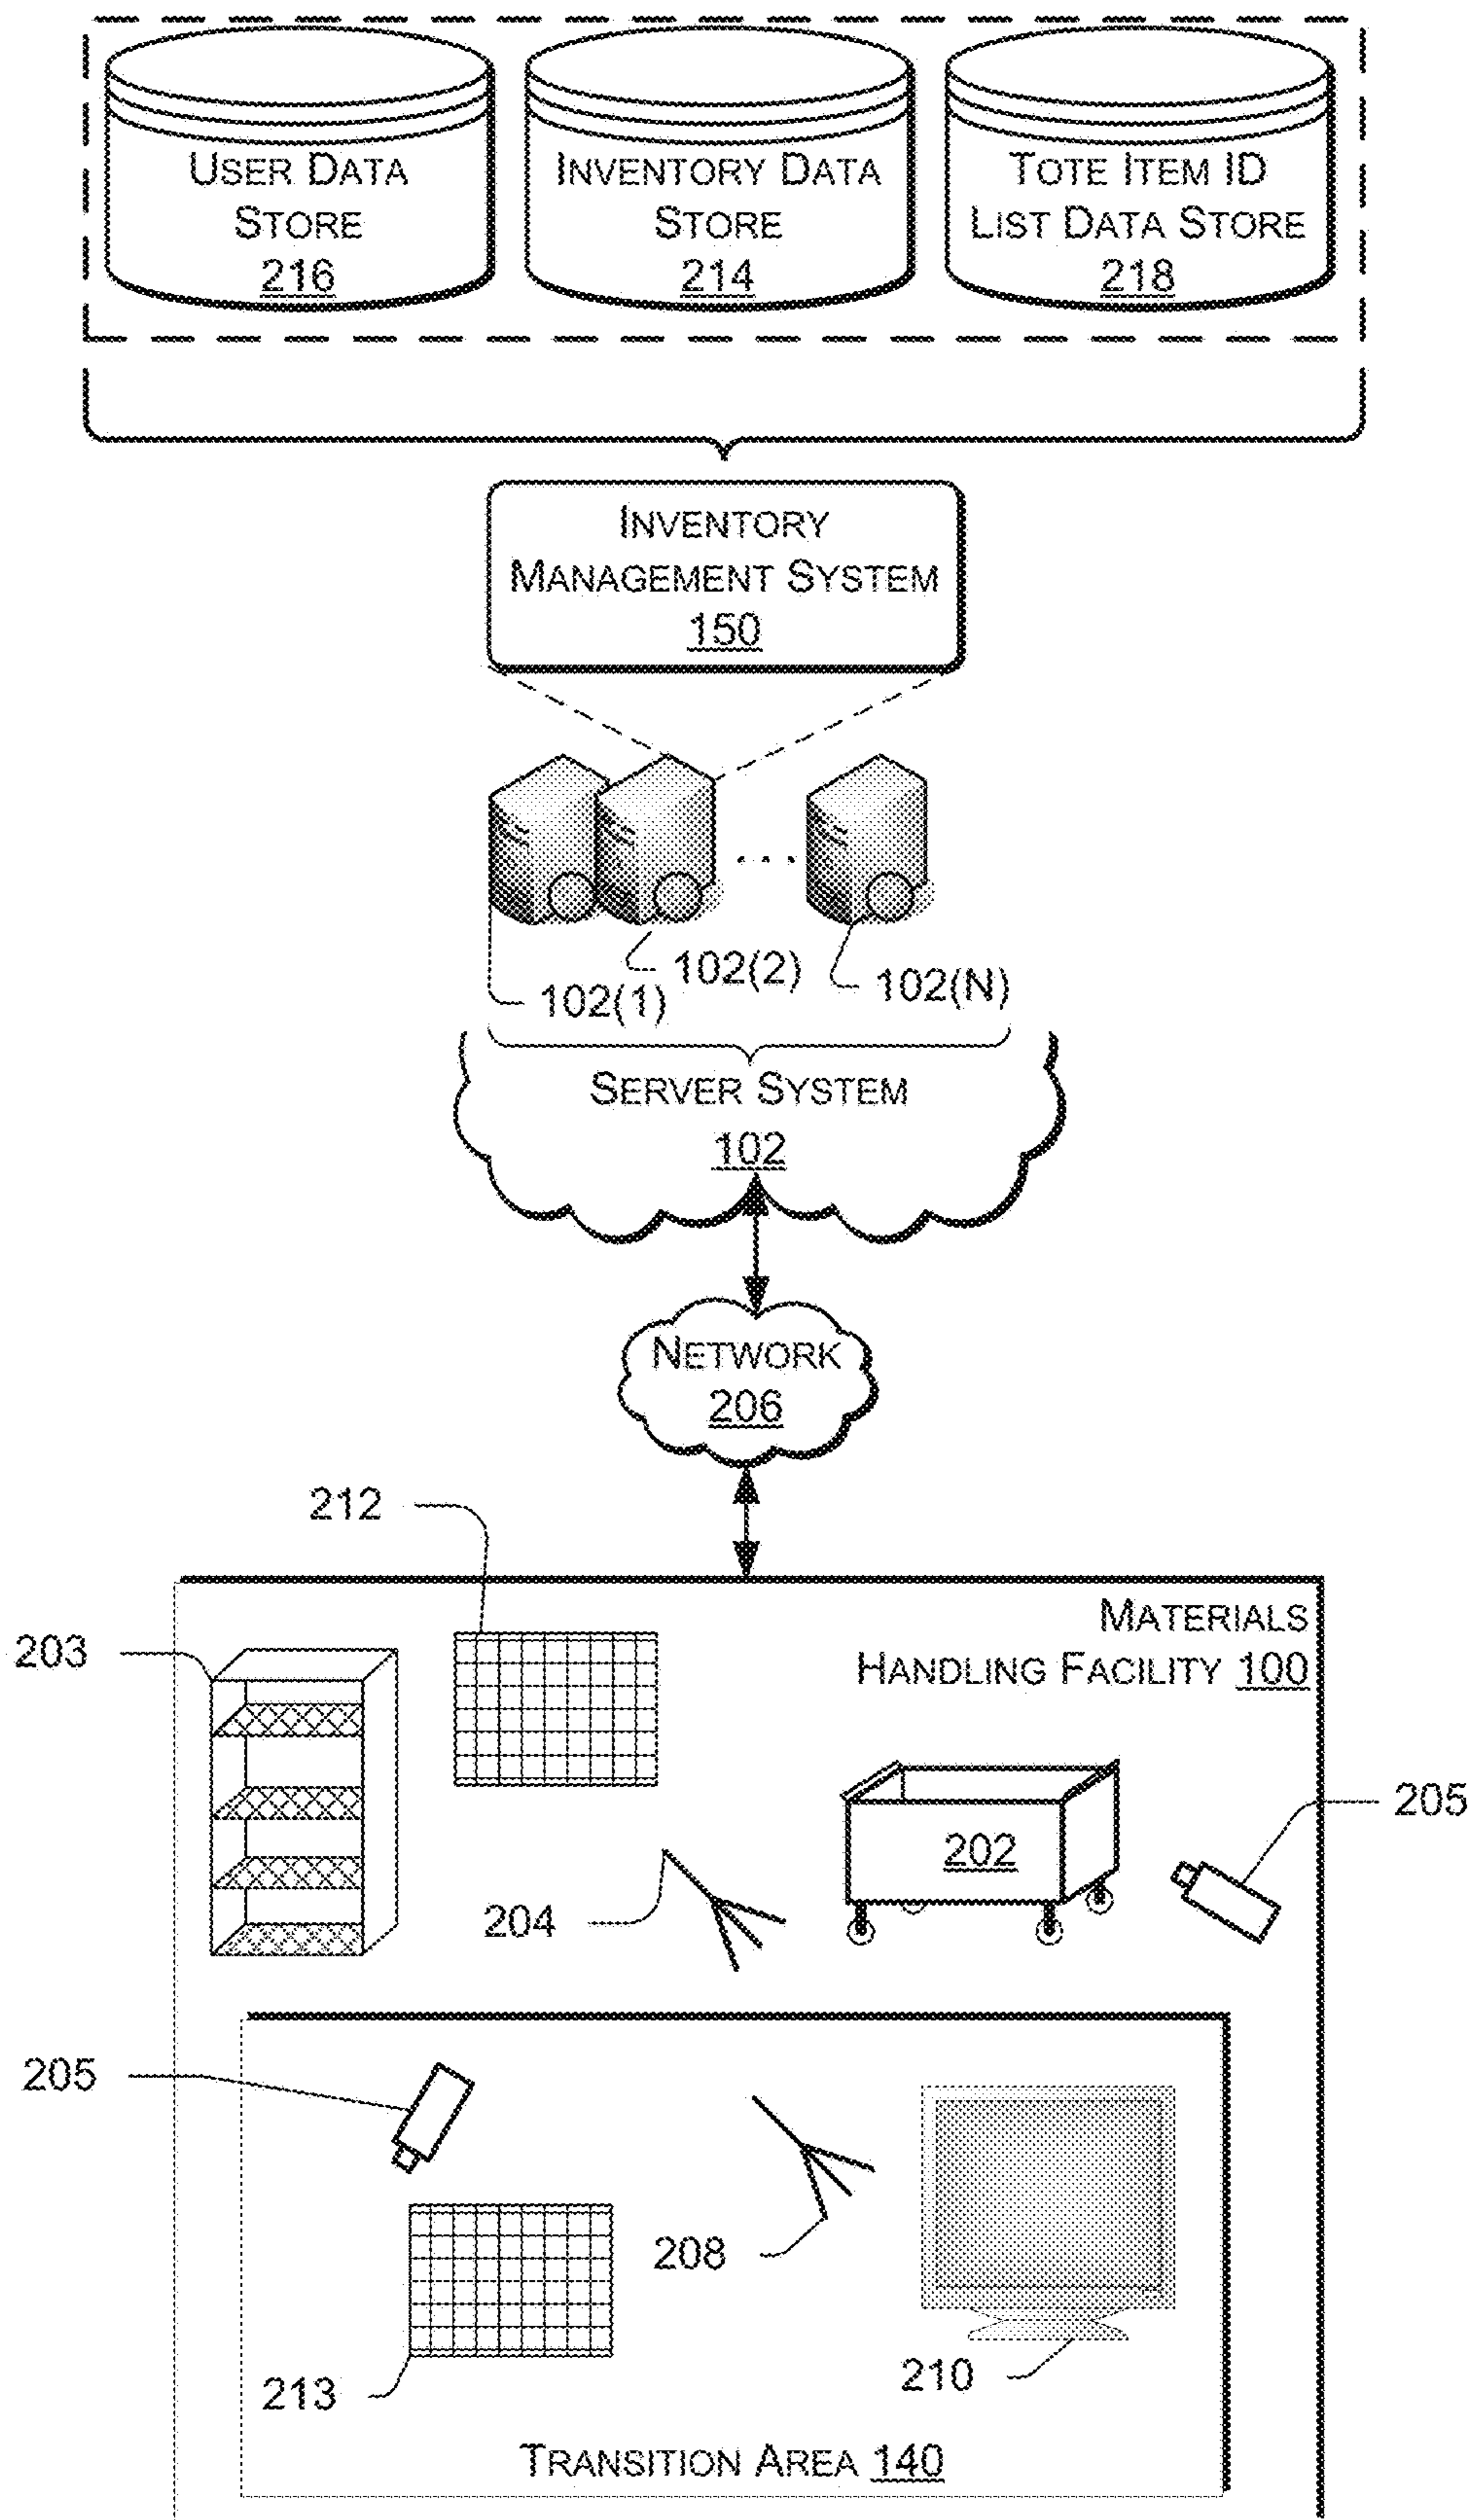 USER DATA
STORE
216
INVENTORY DATA
STORE
214
TOTE ITEM ID
LIST DATA STORE
218
INVENTORY
MANAGEMENT SYSTEM
150
102(1)
102(2)
...
102(N)
SERVER SYSTEM
102
NETWORK
206
212
MATERIALS
HANDLING FACILITY 100
203
202
205
204
205
208
213
210
TRANSITION AREA 140